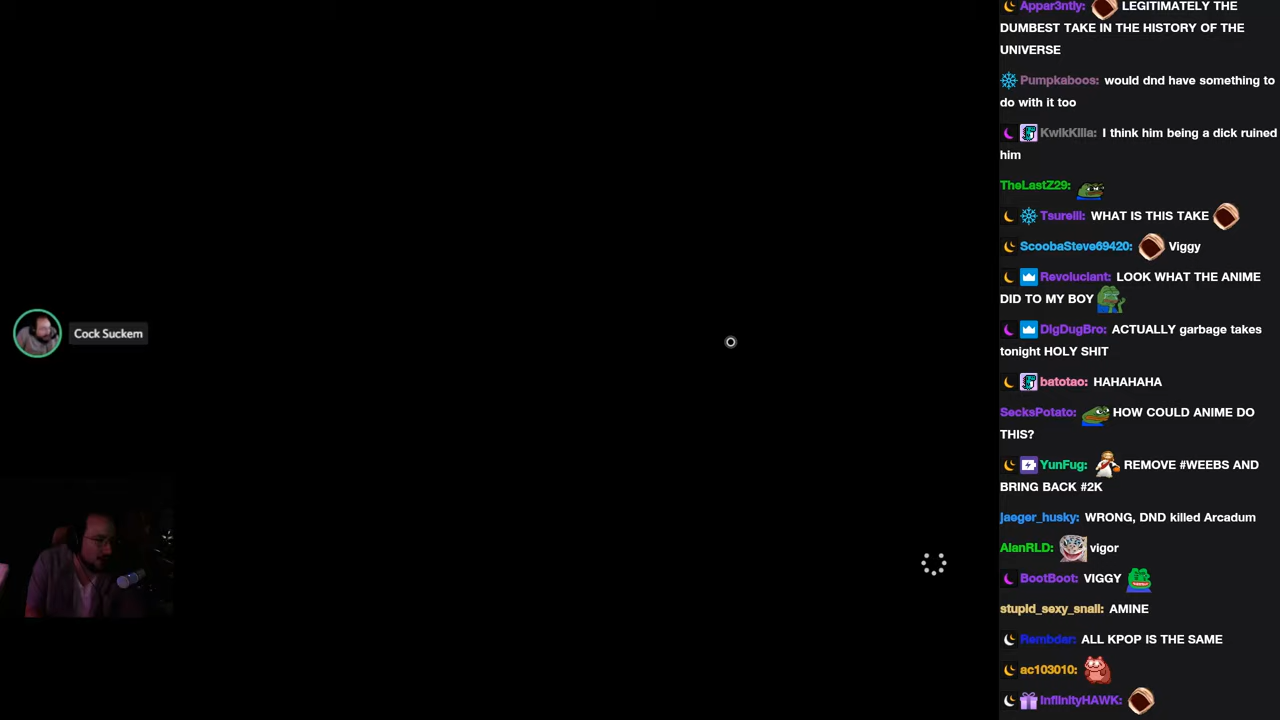 Appar3ntly: LEGITIMATELY THE
DUMBEST TAKE IN THE HISTORY OF THE
UNIVERSE
Pumpkaboos: would dnd have something to
do with it too
KwikKilla: I think him being a dick ruined
him
TheLastZ29:
Tsureiii: WHAT IS THIS TAKE
ScoobaSteve69420: Viggy
Revoluciant: LOOK WHAT THE ANIME
DID TO MY BOY
DigDugBro: ACTUALLY garbage takes
tonight HOLY SHIT
Cock Suckem
batotao: HAHAHAHA
SecksPotato: HOW COULD ANIME DO
THIS?
YunFug: REMOVE #WEEBS AND
BRING BACK #2K
jaeger_husky: WRONG, DND killed Arcadum
AlanRLD: vigor
BootBoot: VIGGY
stupid_sexy_snail: AMINE
Rembdar: ALL KPOP IS THE SAME
ac103010:
InfiinityHAWK: